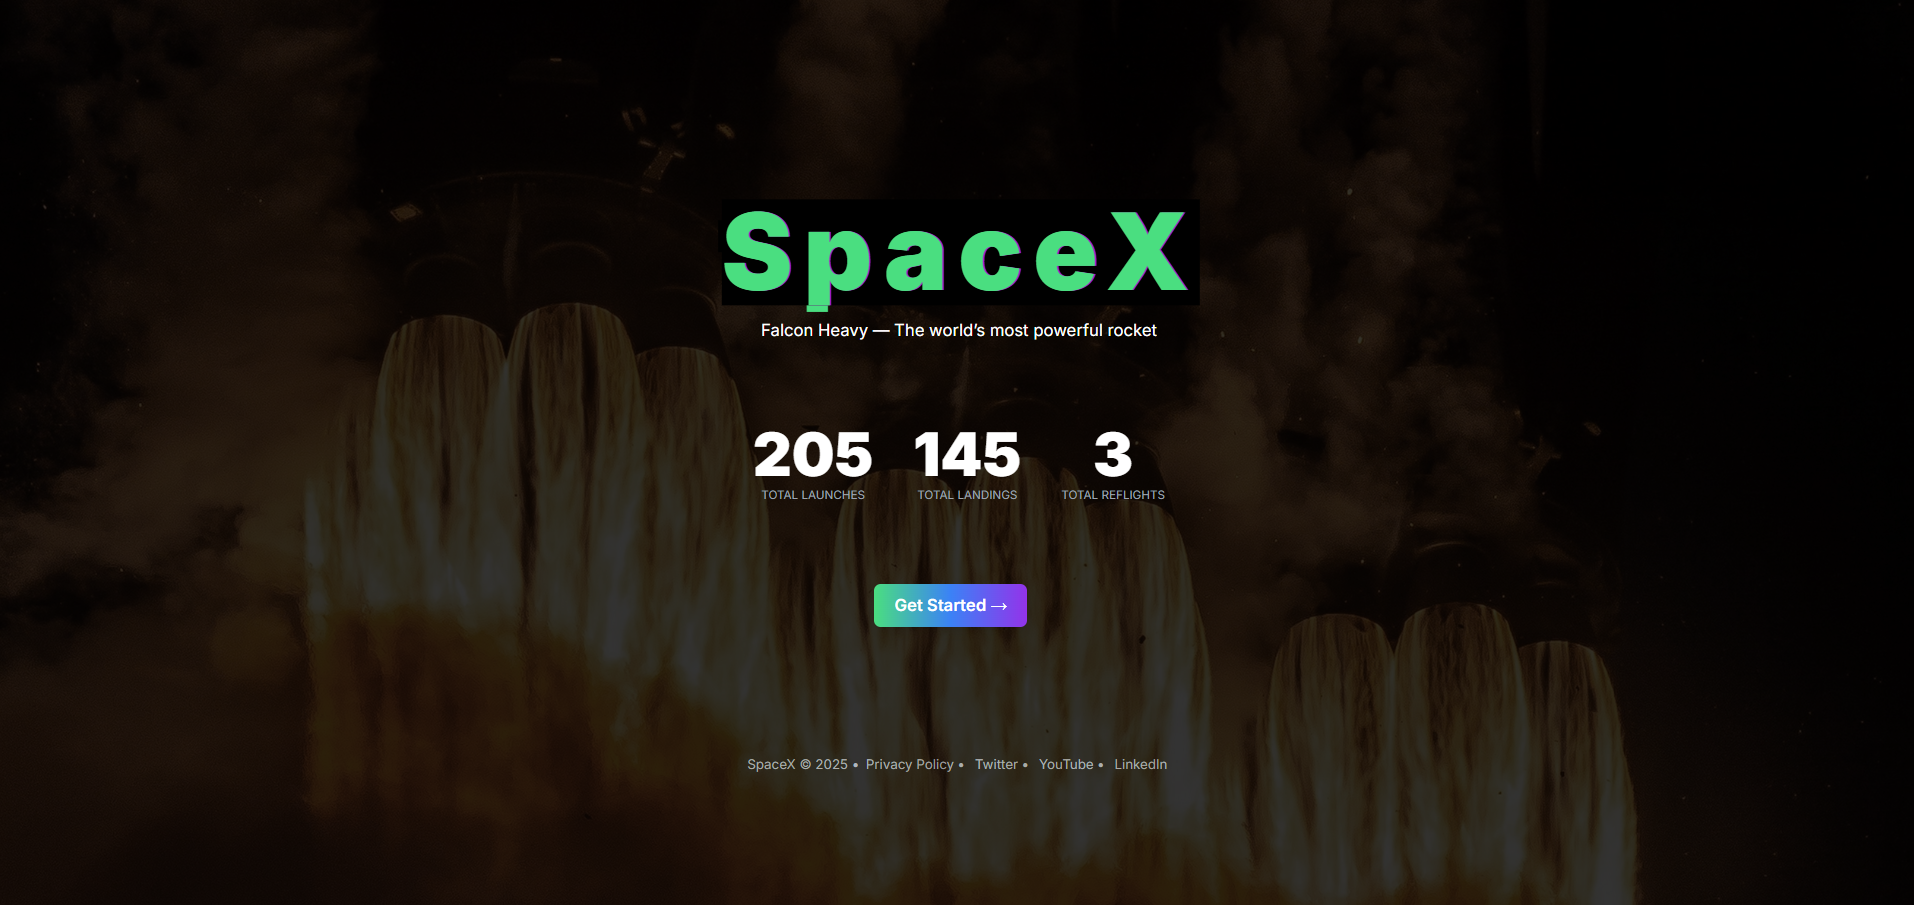 SpaceX
Falcon Heavy — The world’s most powerful rocket
205 145 3
TOTAL LAUNCHES TOTAL LANDINGS TOTAL REFLIGHTS
Get Started →
SpaceX © 2025 • Privacy Policy • Twitter • YouTube • LinkedIn